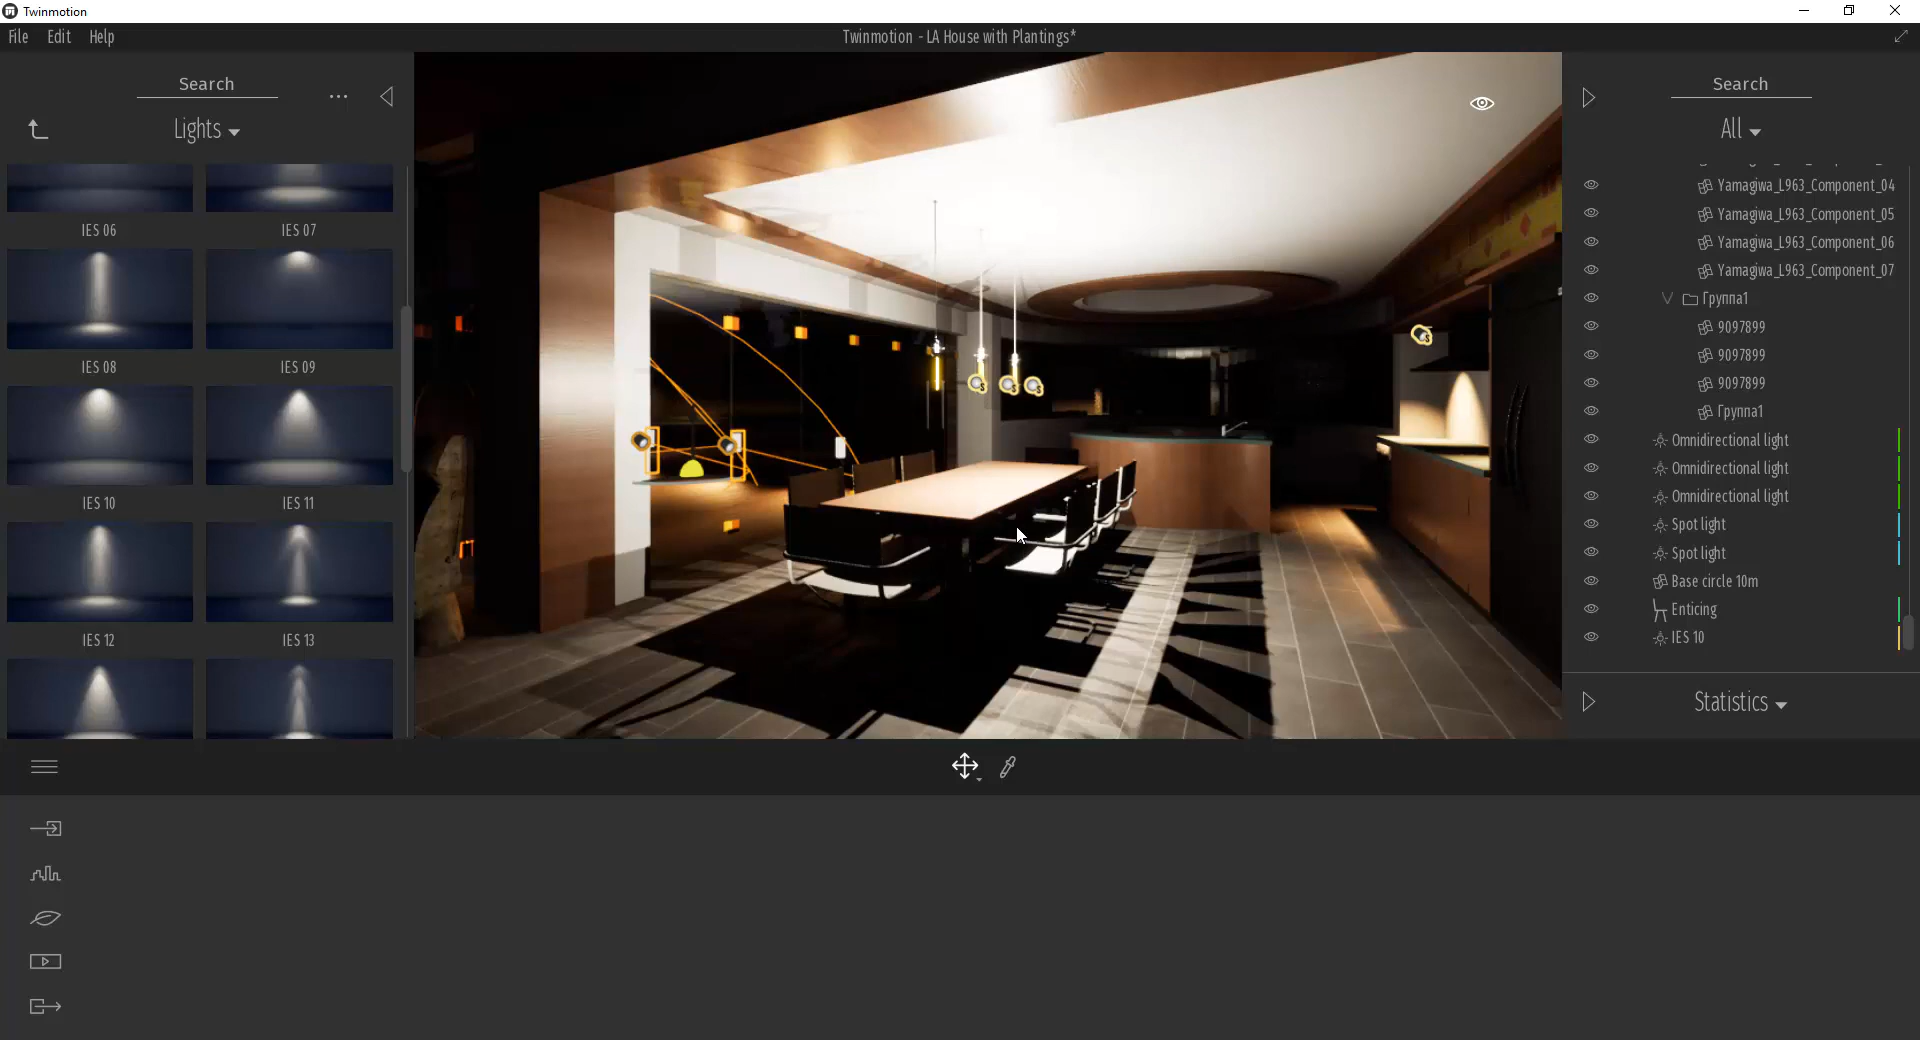 Twinmotion
File Edit Help
Twinmotion - LA House with Plantings*
Search
Lights
IES 06
IES 07
IES 08
IES 09
IES 10
IES 11
IES 12
IES 13
Search
All
Yamagiwa_L963_Component_04
Yamagiwa_L963_Component_05
Yamagiwa_L963_Component_06
Yamagiwa_L963_Component_07
Группа1
9097899
9097899
9097899
Группа1
Omnidirectional light
Omnidirectional light
Omnidirectional light
Spot light
Spot light
Base circle 10m
Enticing
IES 10
Statistics